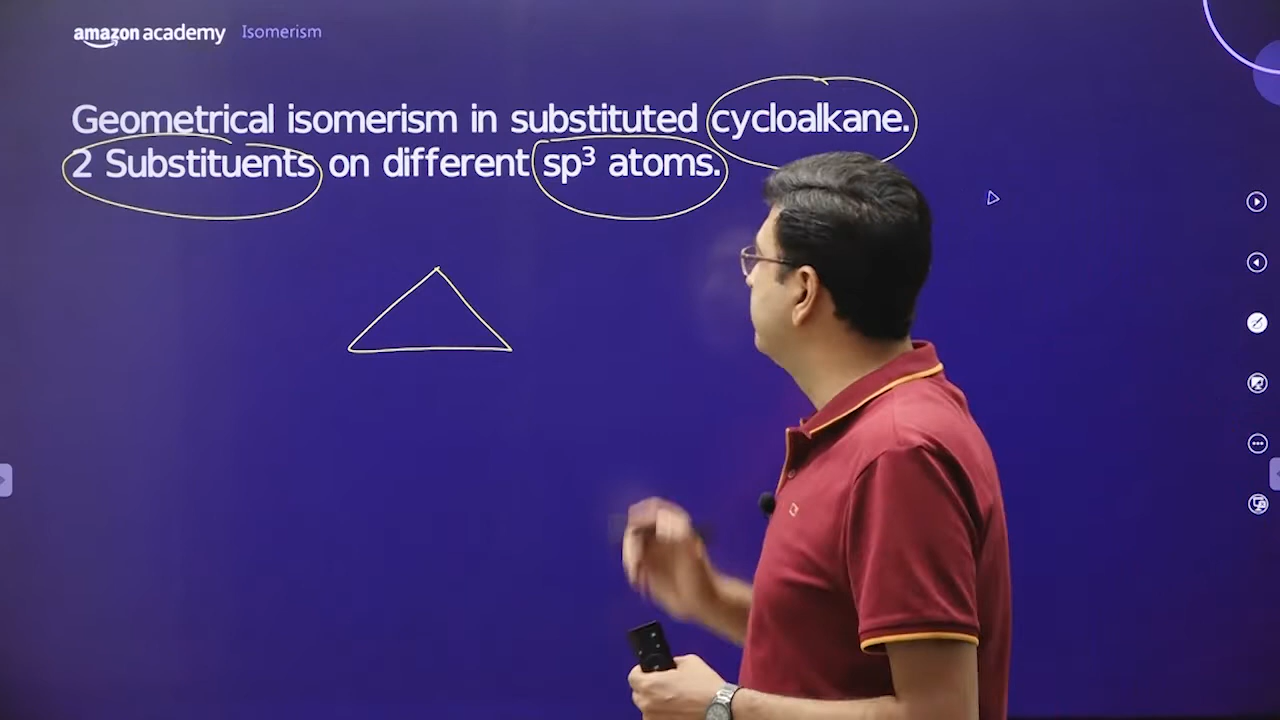 amazon academy Isomerism
Geometrical isomerism in substituted cycloalkane.
2 Substituents on different sp³ atoms.